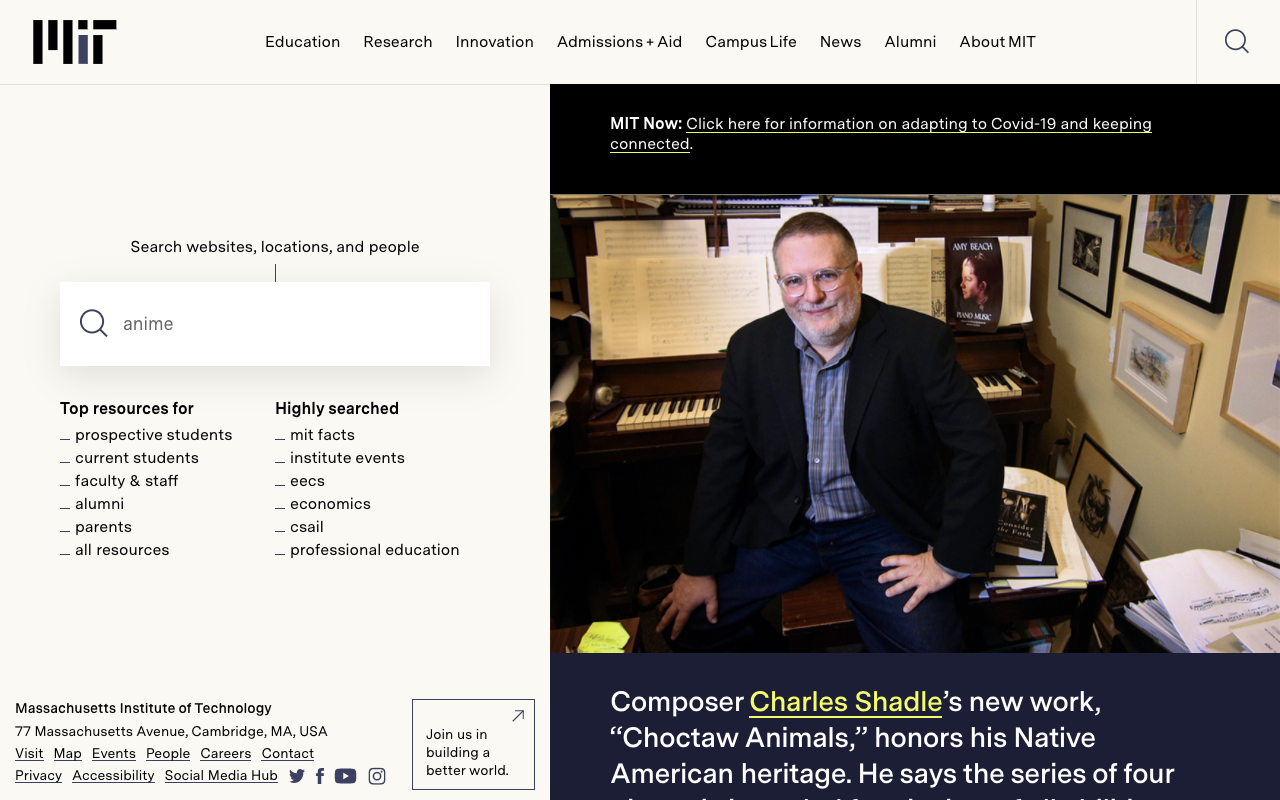 MIT
Education Research Innovation Admissions + Aid Campus Life News Alumni About MIT
Search websites, locations, and people
anime
Top resources for
prospective students
current students
faculty & staff
alumni
parents
all resources
Highly searched
mit facts
institute events
eecs
economics
csail
professional education
Massachusetts Institute of Technology
77 Massachusetts Avenue, Cambridge, MA, USA
Visit Map Events People Careers Contact
Privacy Accessibility Social Media Hub
Join us in
building a
better world.
MIT Now: Click here for information on adapting to Covid-19 and keeping
connected.
AMY BEACH
PIANO MUSIC
Consider
the Fork
Composer Charles Shadle’s new work,
“Choctaw Animals,” honors his Native
American heritage. He says the series of four